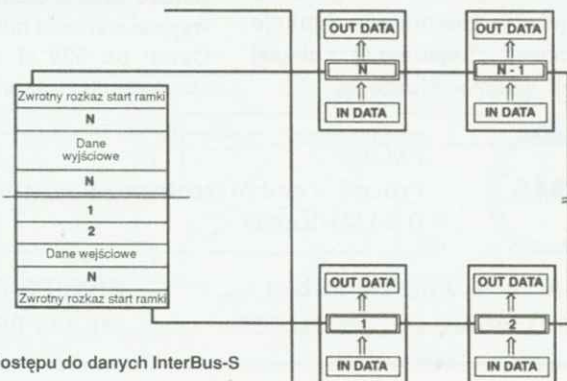 OUT DATA
OUT DATA
N
N - 1
IN DATA
IN DATA
Zwrotny rozkaz start ramki
N
Dane
wyjściowe
N
1
2
Dane wejściowe
N
Zwrotny rozkaz start ramki
OUT DATA
OUT DATA
1
2
IN DATA
IN DATA
ostępu do danych InterBus-S